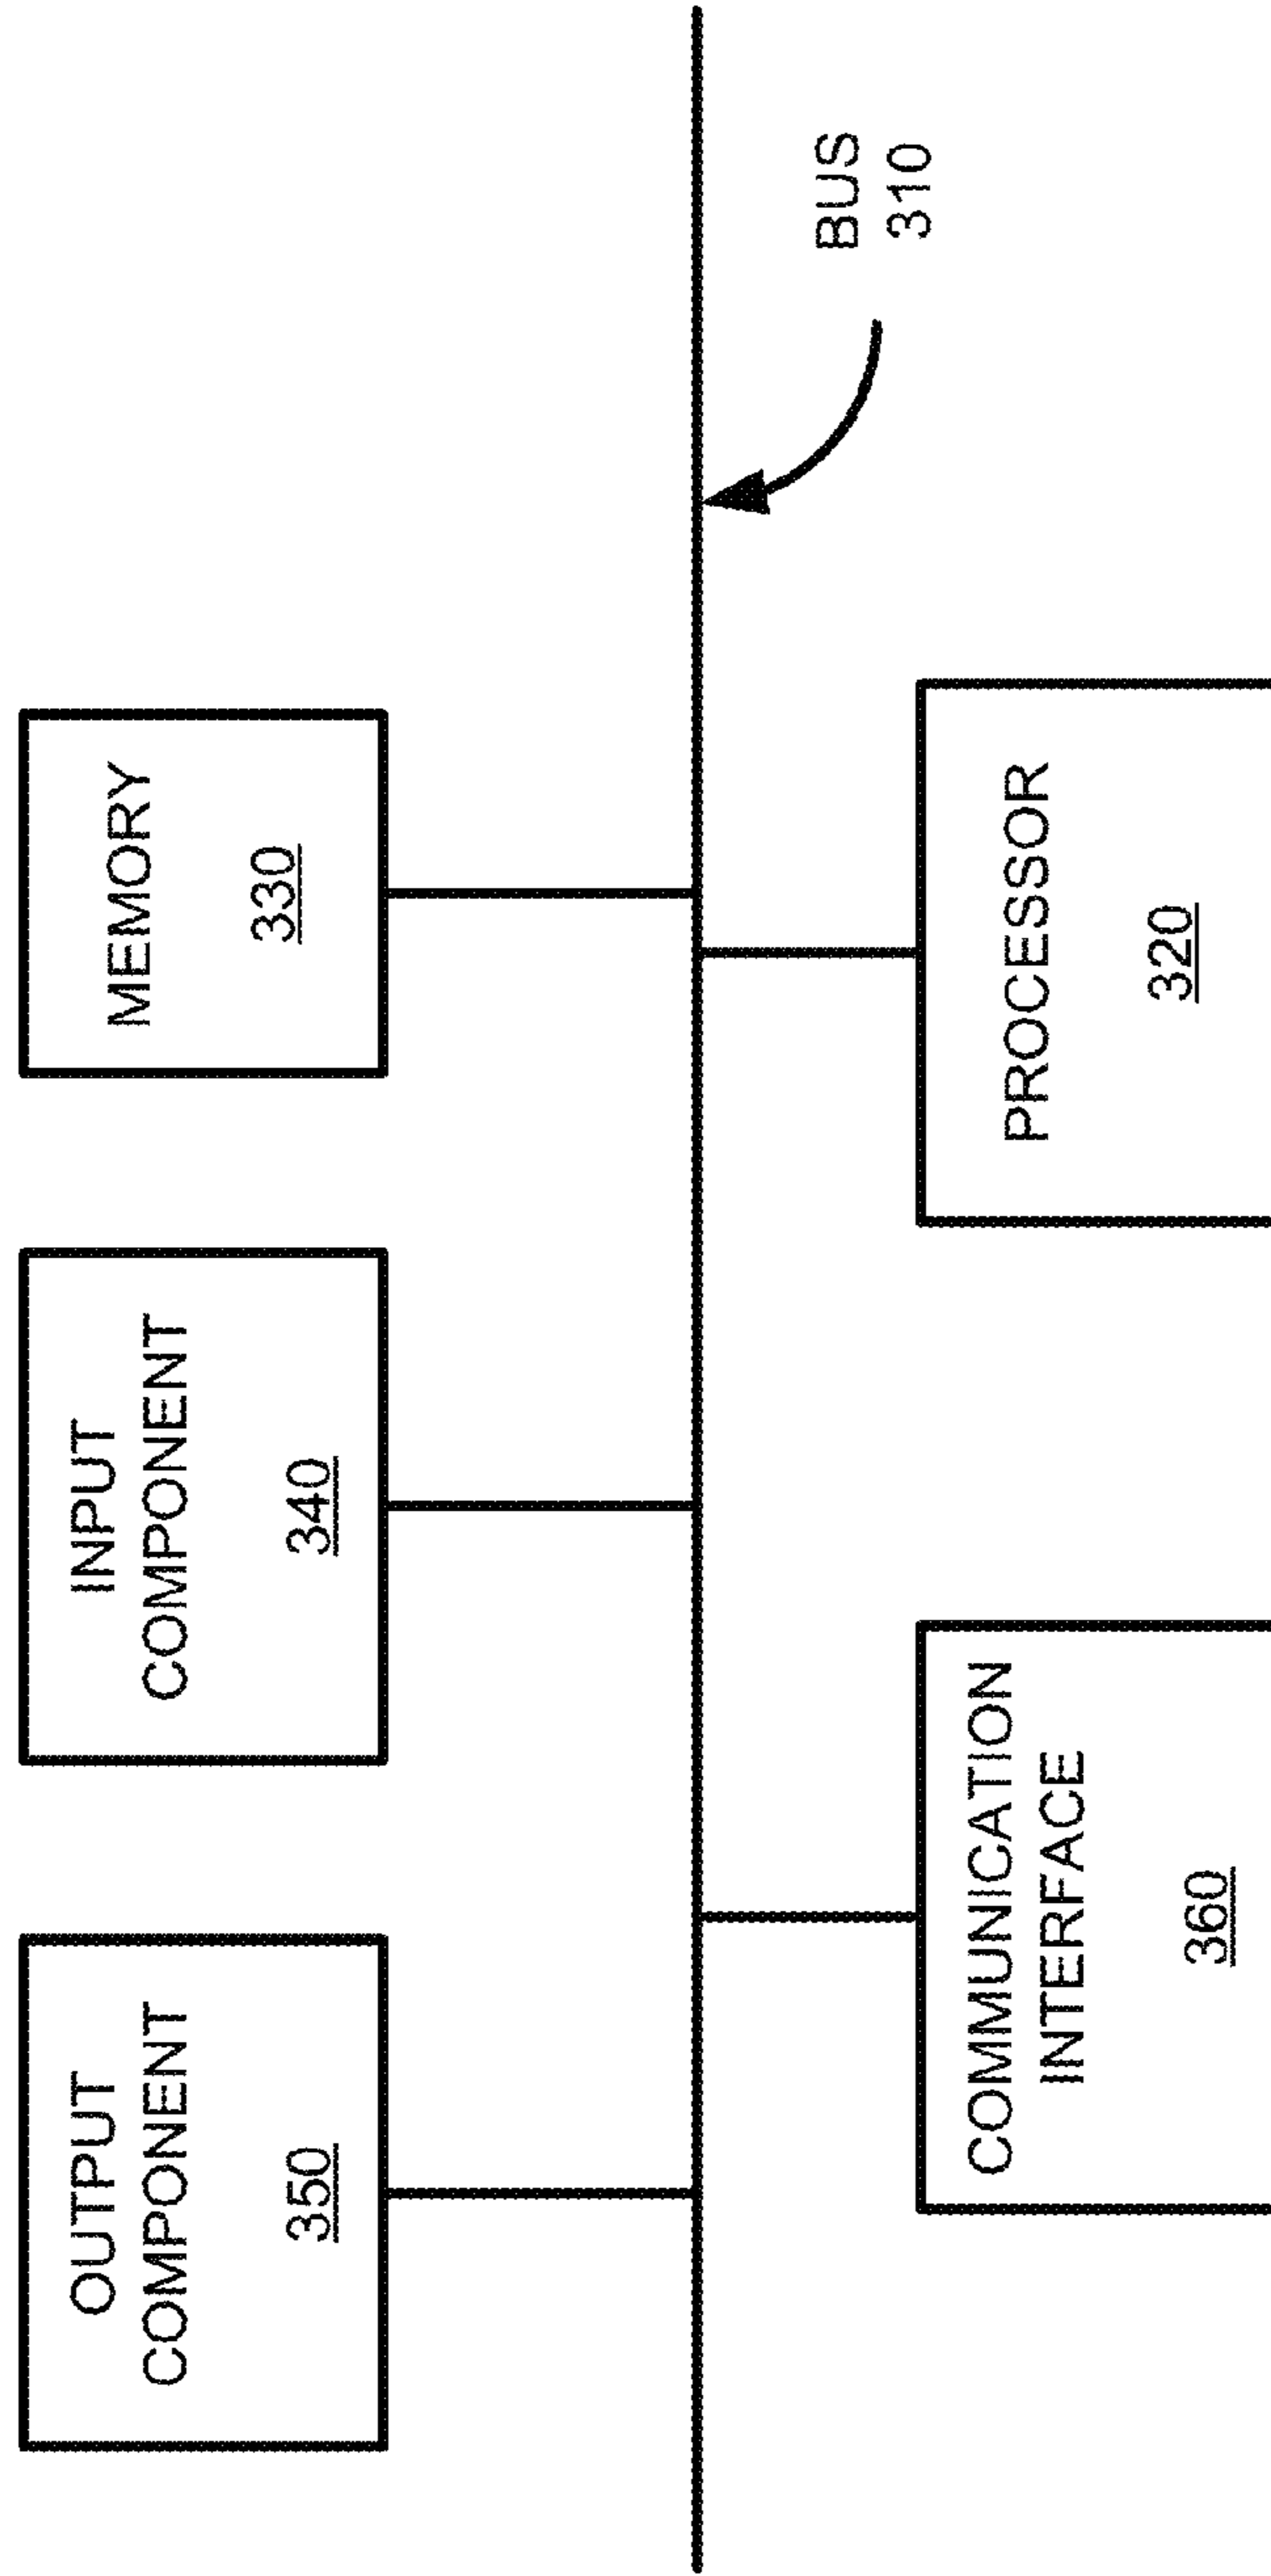 OUTPUT
COMPONENT
350
INPUT
COMPONENT
340
MEMORY
330
BUS
310
COMMUNICATION
INTERFACE
360
PROCESSOR
320